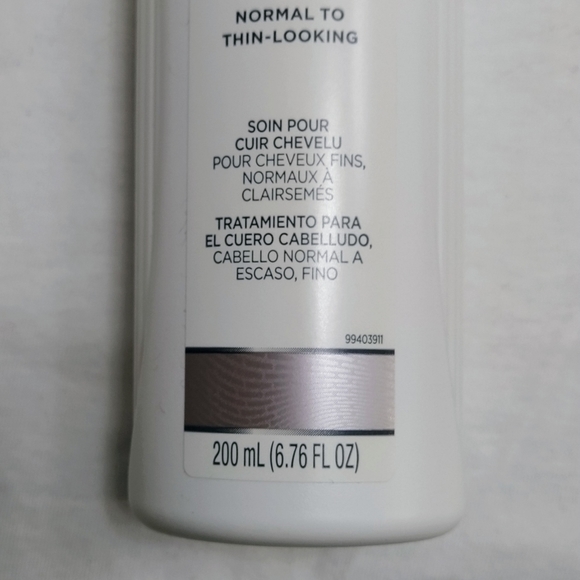 NORMAL TO
THIN-LOOKING
SOIN POUR
CUIR CHEVELU
POUR CHEVEUX FINS,
NORMAUX À
CLAIRSEMÉS
TRATAMIENTO PARA
EL CUERO CABELLUDO,
CABELLO NORMAL A
ESCASO, FINO
99403911
200 mL (6.76 FL OZ)